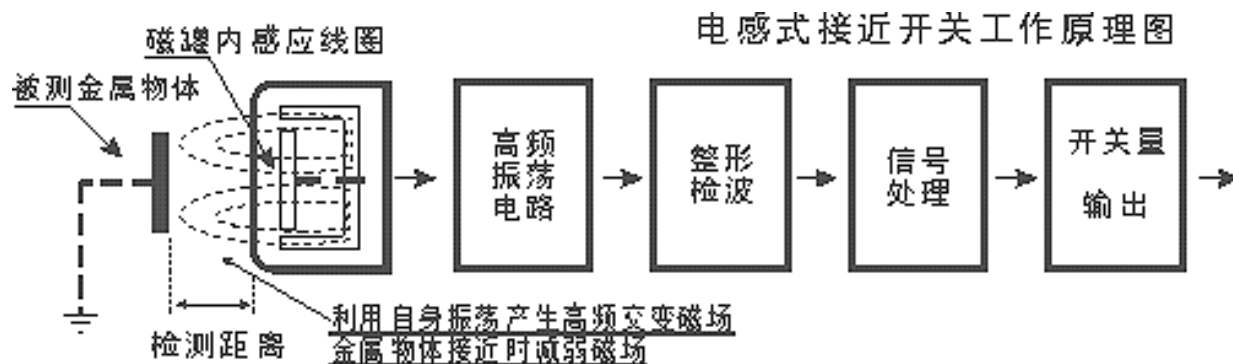 电感式接近开关工作原理图
磁罐内感应线圈
被测金属物体
高频
振荡
电路
整形
检波
信号
处理
开关量
输出
检测距离
利用自身振荡产生高频交变磁场
金属物体接近时减弱磁场